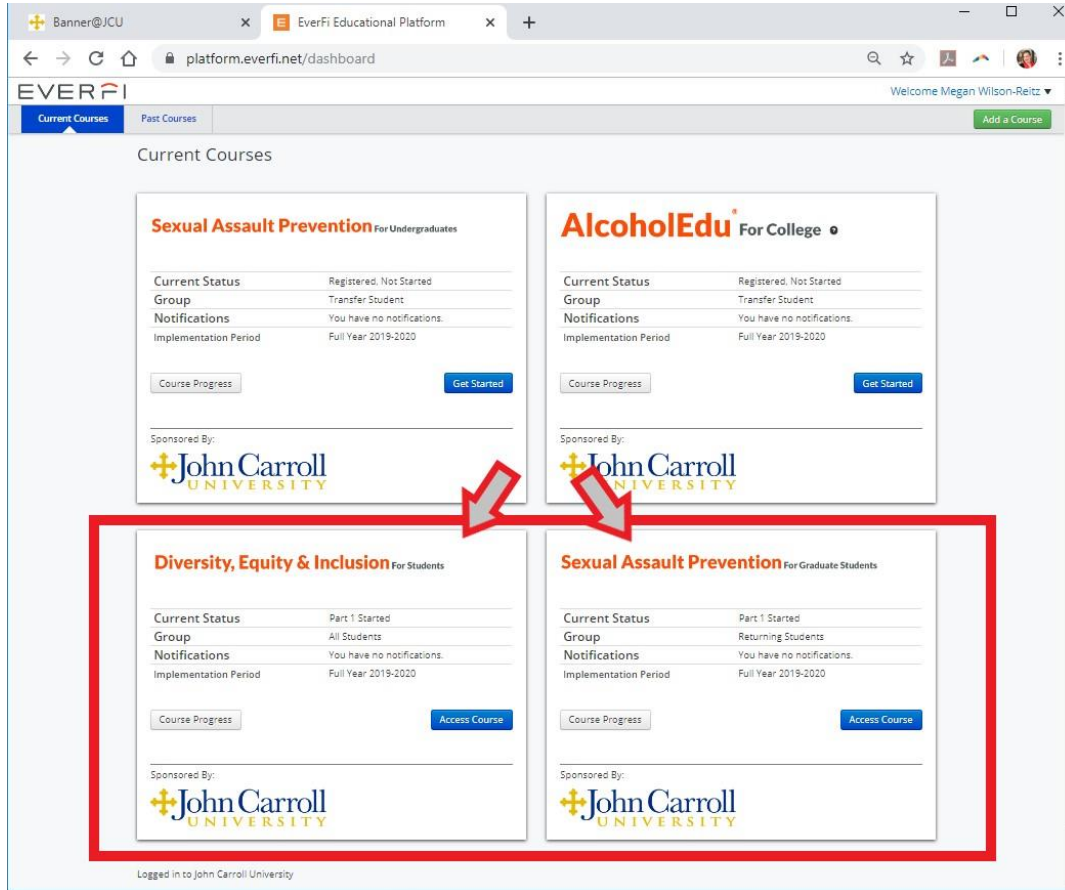 Banner@JCU
EverFi Educational Platform
platform.everfi.net/dashboard
EVERFI
Welcome Megan Wilson-Reitz
Current Courses
Past Courses
Add a Course
Current Courses
Sexual Assault Prevention For Undergraduates
Current Status Registered, Not Started
Group Transfer Student
Notifications You have no notifications.
Implementation Period Full Year 2019-2020
Course Progress
Get Started
Sponsored By:
John Carroll
UNIVERSITY
AlcoholEdu® For College
Current Status Registered, Not Started
Group Transfer Student
Notifications You have no notifications.
Implementation Period Full Year 2019-2020
Course Progress
Get Started
Sponsored By:
John Carroll
UNIVERSITY
Diversity, Equity & Inclusion For Students
Current Status Part 1 Started
Group All Students
Notifications You have no notifications.
Implementation Period Full Year 2019-2020
Course Progress
Access Course
Sponsored By:
John Carroll
UNIVERSITY
Sexual Assault Prevention For Graduate Students
Current Status Part 1 Started
Group Returning Students
Notifications You have no notifications.
Implementation Period Full Year 2019-2020
Course Progress
Access Course
Sponsored By:
John Carroll
UNIVERSITY
Logged in to John Carroll University